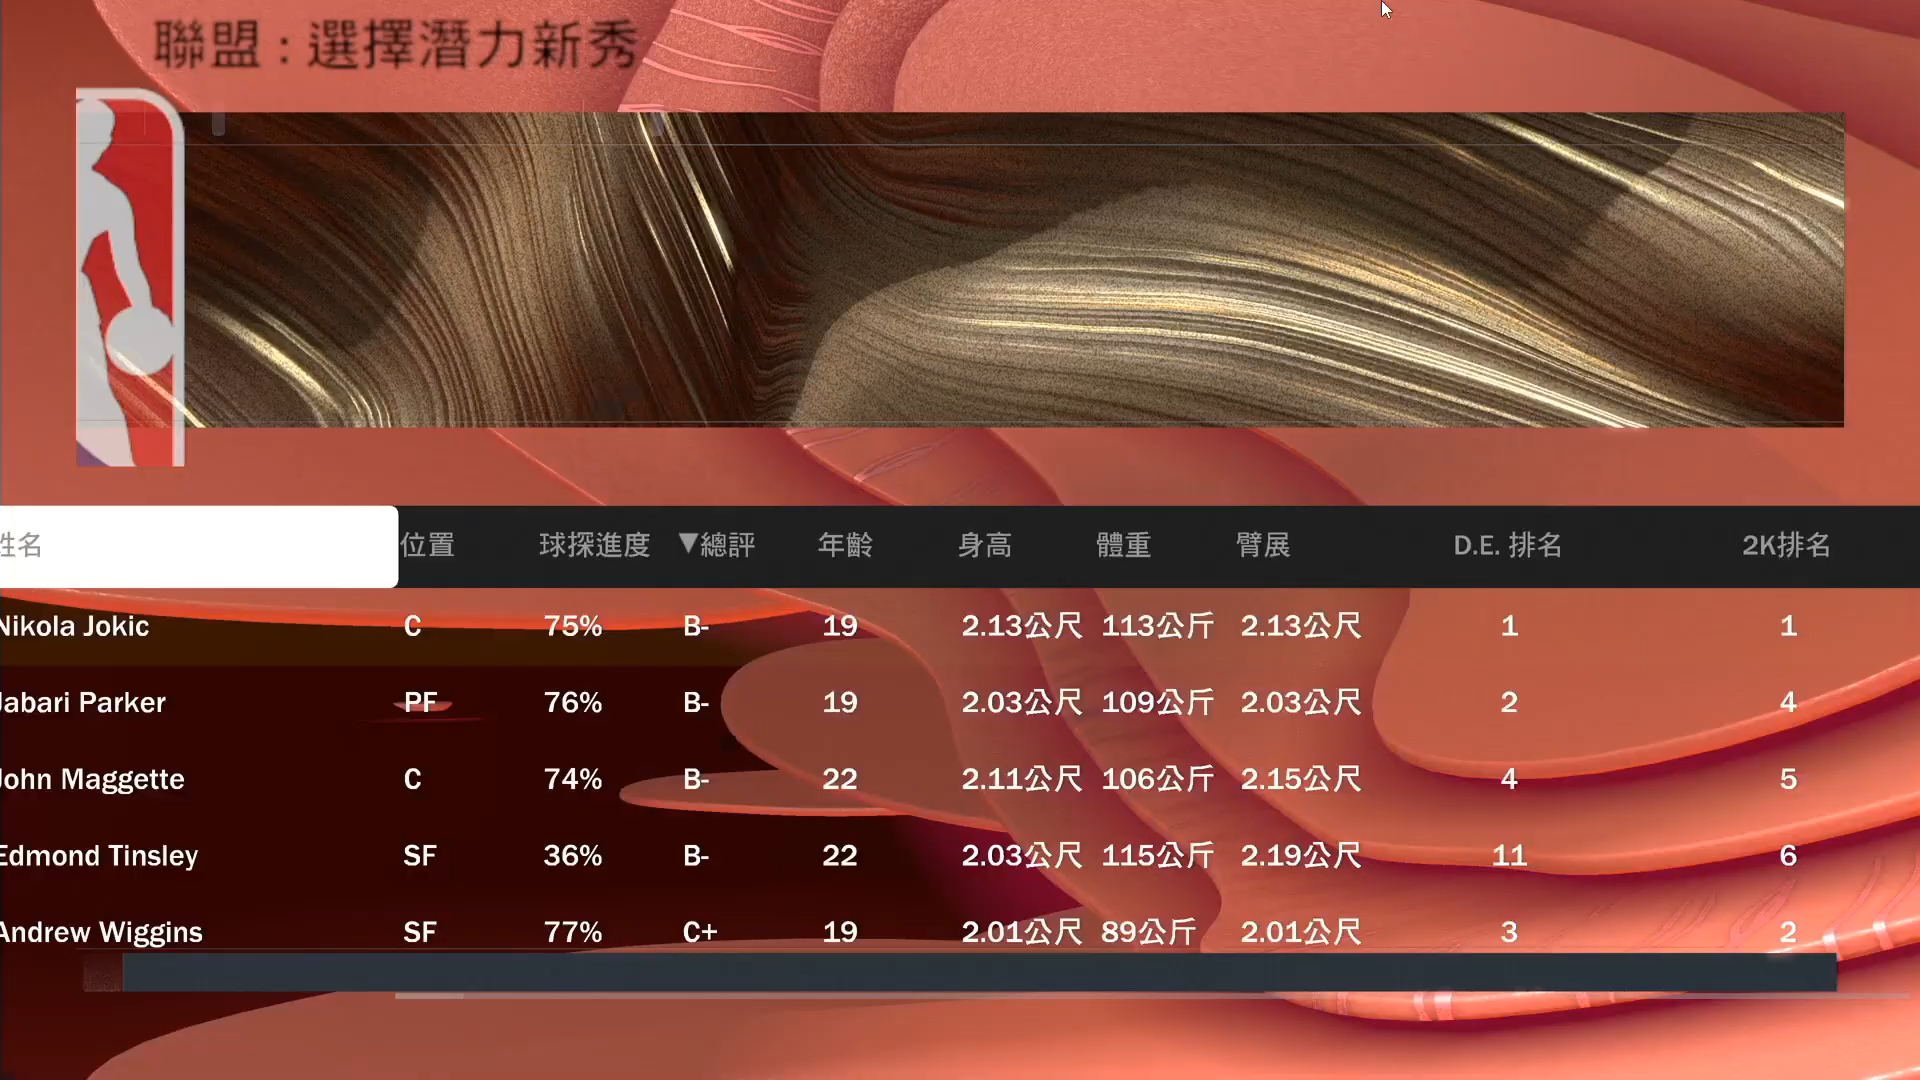 聯盟 : 選擇潛力新秀
姓名 位置 球探進度 ▼總評 年齡 身高 體重 臂展 D.E. 排名 2K排名
Nikola Jokic C 75% B- 19 2.13公尺 113公斤 2.13公尺 1 1
Jabari Parker PF 76% B- 19 2.03公尺 109公斤 2.03公尺 2 4
John Maggette C 74% B- 22 2.11公尺 106公斤 2.15公尺 4 5
Edmond Tinsley SF 36% B- 22 2.03公尺 115公斤 2.19公尺 11 6
Andrew Wiggins SF 77% C+ 19 2.01公尺 89公斤 2.01公尺 3 2